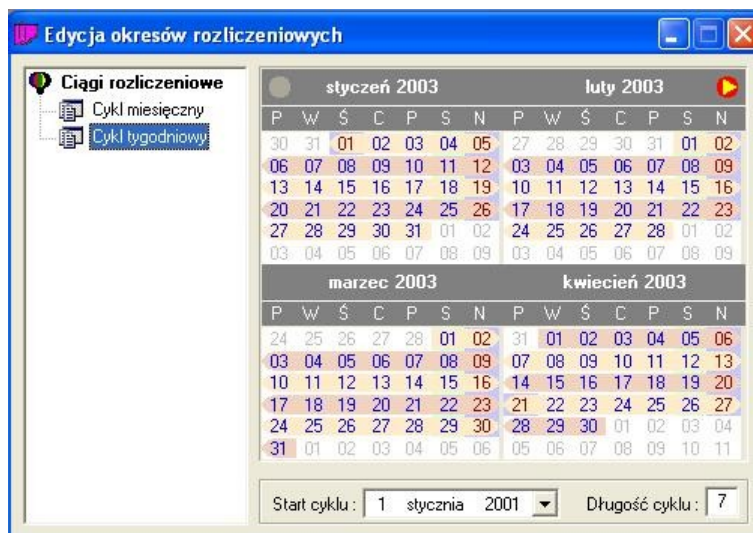 Edycja okresów rozliczeniowych
Ciągi rozliczeniowe
Cykl miesięczny
Cykl tygodniowy
styczeń 2003
P W Ś C P S N
30 31 01 02 03 04 05
06 07 08 09 10 11 12
13 14 15 16 17 18 19
20 21 22 23 24 25 26
27 28 29 30 31 01 02
03 04 05 06 07 08 09
luty 2003
P W Ś C P S N
27 28 29 30 31 01 02
03 04 05 06 07 08 09
10 11 12 13 14 15 16
17 18 19 20 21 22 23
24 25 26 27 28 01 02
03 04 05 06 07 08 09
marzec 2003
P W Ś C P S N
24 25 26 27 28 01 02
03 04 05 06 07 08 09
10 11 12 13 14 15 16
17 18 19 20 21 22 23
24 25 26 27 28 29 30
31 01 02 03 04 05 06
kwiecień 2003
P W Ś C P S N
31 01 02 03 04 05 06
07 08 09 10 11 12 13
14 15 16 17 18 19 20
21 22 23 24 25 26 27
28 29 30 01 02 03 04
05 06 07 08 09 10 11
Start cyklu : 1 stycznia 2001 Długość cyklu : 7